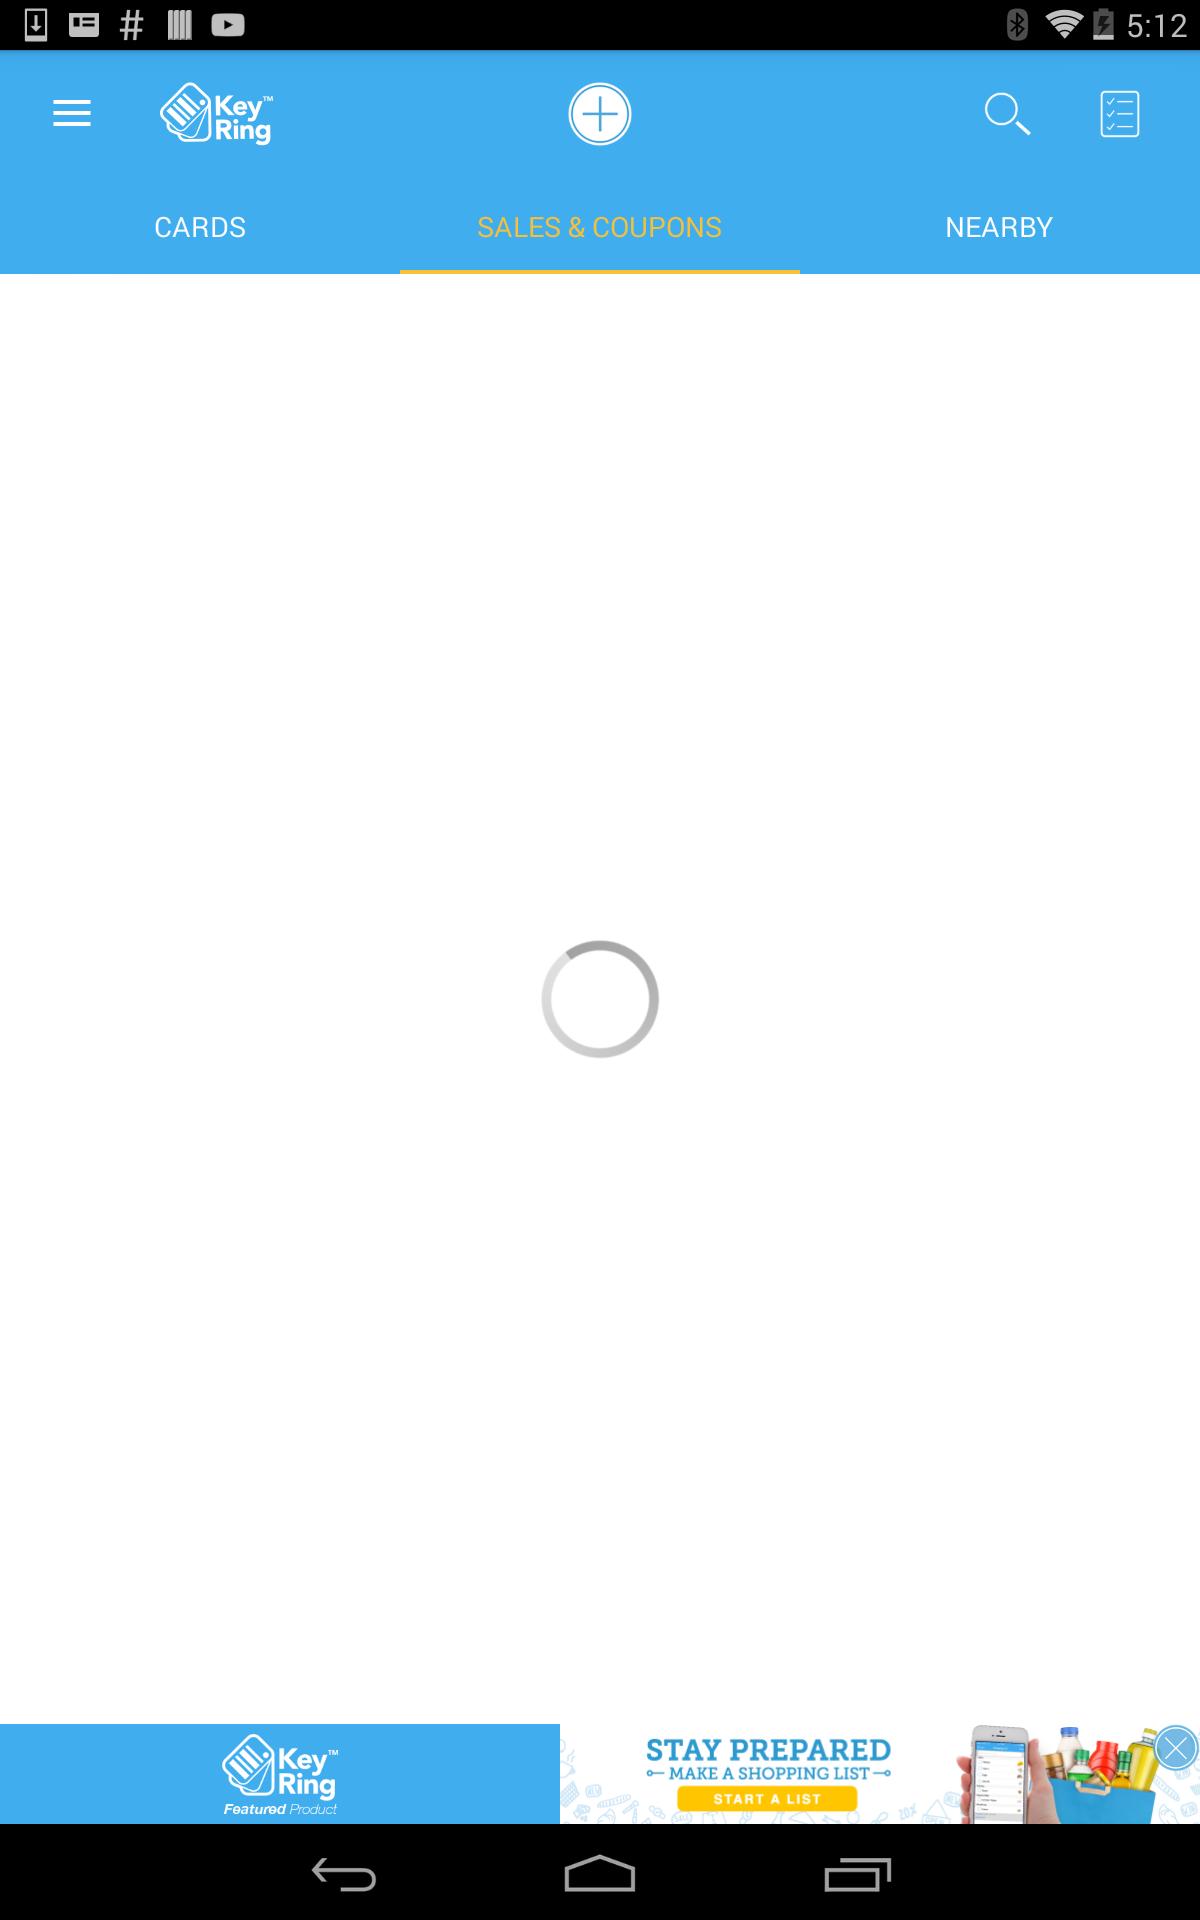 5:12
Key™
Ring
CARDS
SALES & COUPONS
NEARBY
Key™
Ring
Featured Product
STAY PREPARED
MAKE A SHOPPING LIST
START A LIST